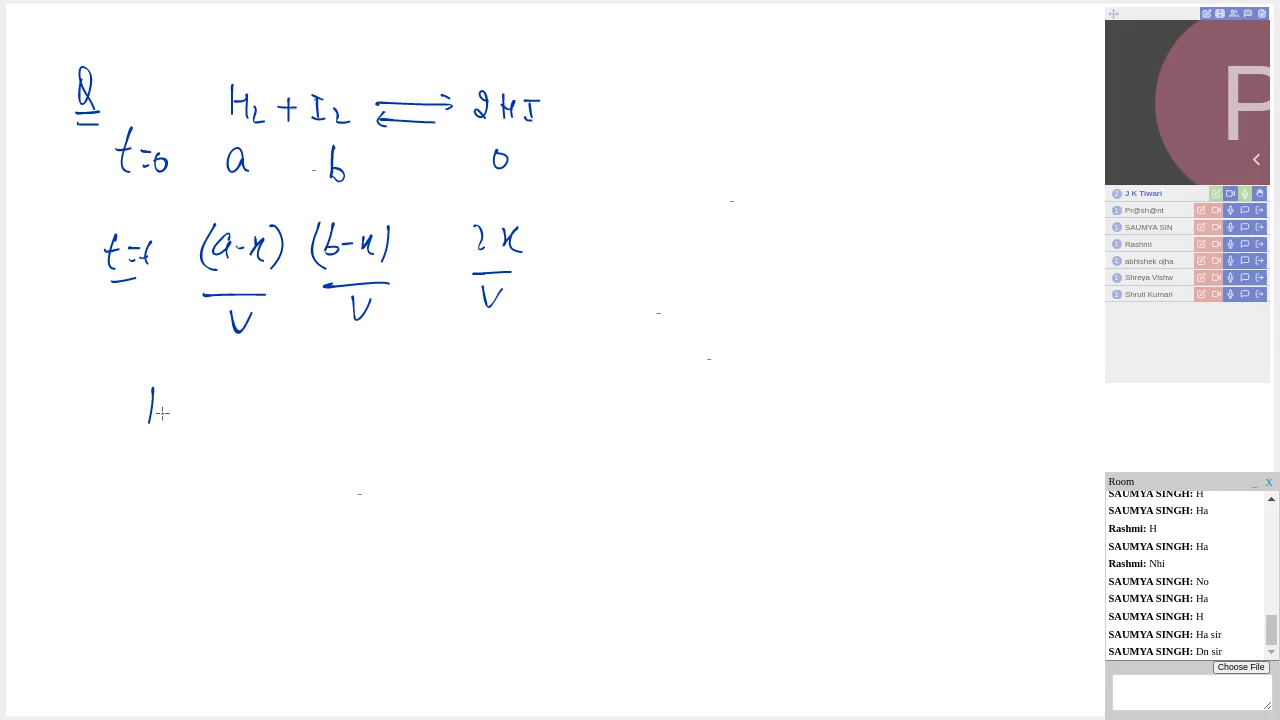 Q
H2 + I2 ⇌ 2HI
t=0 a b 0
t=t (a-x)/V (b-x)/V 2x/V
P
J K Tiwari
Pr@sh@nt
SAUMYA SIN
Rashmi
abhishek ojha
Shreya Vishw
Shruti Kumari
Room
_ X
SAUMYA SINGH: H
SAUMYA SINGH: Ha
Rashmi: H
SAUMYA SINGH: Ha
Rashmi: Nhi
SAUMYA SINGH: No
SAUMYA SINGH: Ha
SAUMYA SINGH: H
SAUMYA SINGH: Ha sir
SAUMYA SINGH: Dn sir
Choose File